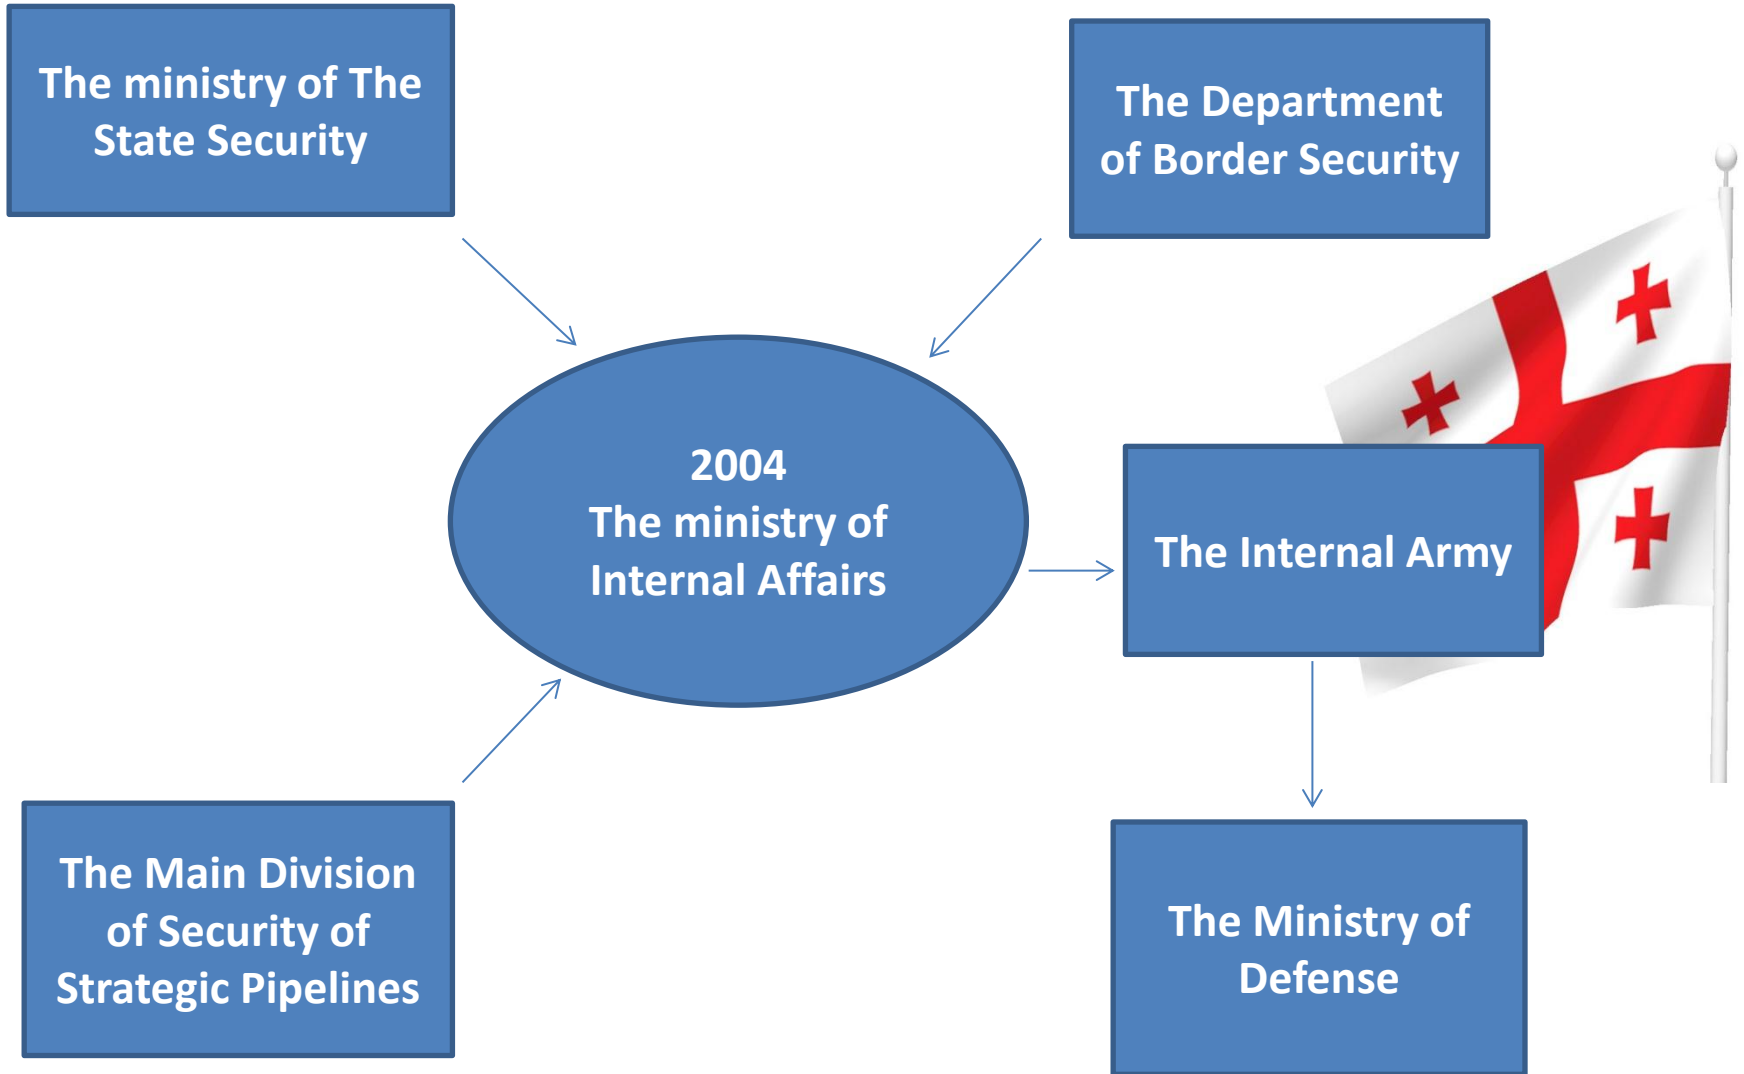 The ministry of The
State Security
The Department
of Border Security
2004
The ministry of
Internal Affairs
The Internal Army
The Main Division
of Security of
Strategic Pipelines
The Ministry of
Defense